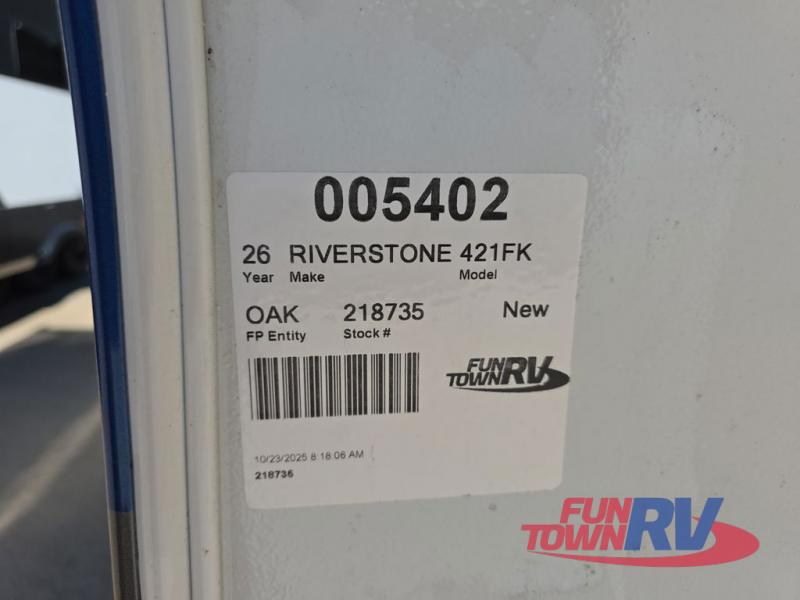 005402
26 RIVERSTONE 421FK
Year Make Model
OAK 218735 New
FP Entity Stock #
FUN TOWN RV
10/23/2025 8:18:06 AM
218735
FUN TOWN RV